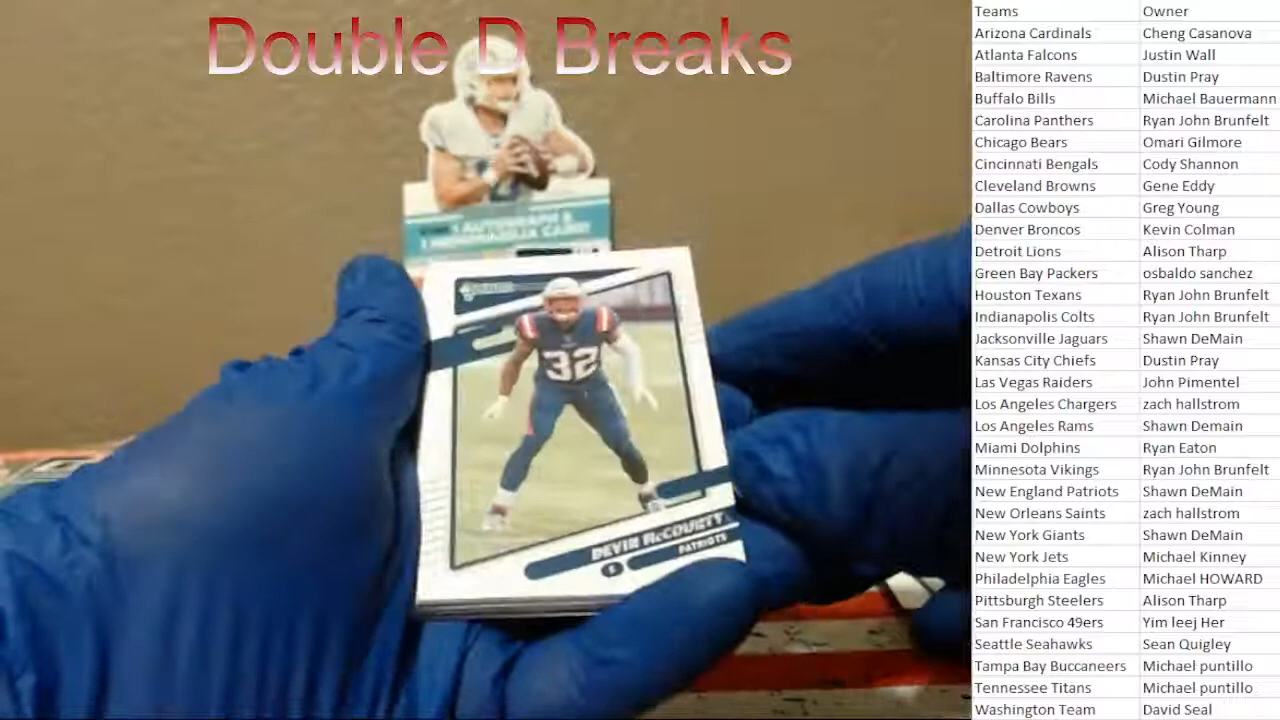 Double D Breaks
1 AUTOGRAPH &
1 MEMORABILIA CARD
32
DEVIN McCOURTY
S
PATRIOTS
Teams Owner
Arizona Cardinals Cheng Casanova
Atlanta Falcons Justin Wall
Baltimore Ravens Dustin Pray
Buffalo Bills Michael Bauermann
Carolina Panthers Ryan John Brunfelt
Chicago Bears Omari Gilmore
Cincinnati Bengals Cody Shannon
Cleveland Browns Gene Eddy
Dallas Cowboys Greg Young
Denver Broncos Kevin Colman
Detroit Lions Alison Tharp
Green Bay Packers osbaldo sanchez
Houston Texans Ryan John Brunfelt
Indianapolis Colts Ryan John Brunfelt
Jacksonville Jaguars Shawn DeMain
Kansas City Chiefs Dustin Pray
Las Vegas Raiders John Pimentel
Los Angeles Chargers zach hallstrom
Los Angeles Rams Shawn Demain
Miami Dolphins Ryan Eaton
Minnesota Vikings Ryan John Brunfelt
New England Patriots Shawn DeMain
New Orleans Saints zach hallstrom
New York Giants Shawn DeMain
New York Jets Michael Kinney
Philadelphia Eagles Michael HOWARD
Pittsburgh Steelers Alison Tharp
San Francisco 49ers Yim leej Her
Seattle Seahawks Sean Quigley
Tampa Bay Buccaneers Michael puntillo
Tennessee Titans Michael puntillo
Washington Team David Seal